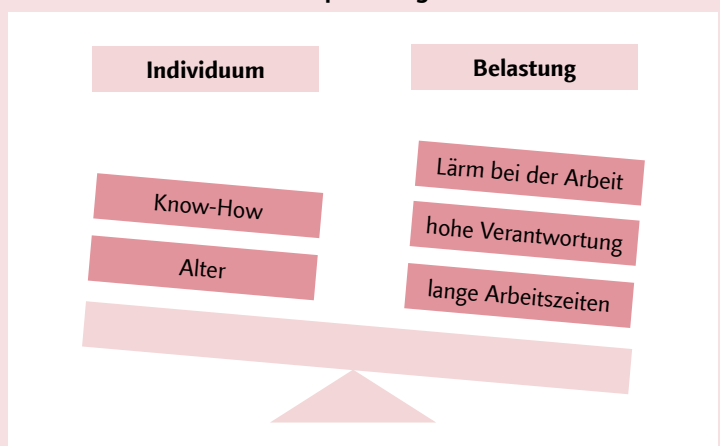 Individuum
Belastung
Know-How
Alter
Lärm bei der Arbeit
hohe Verantwortung
lange Arbeitszeiten